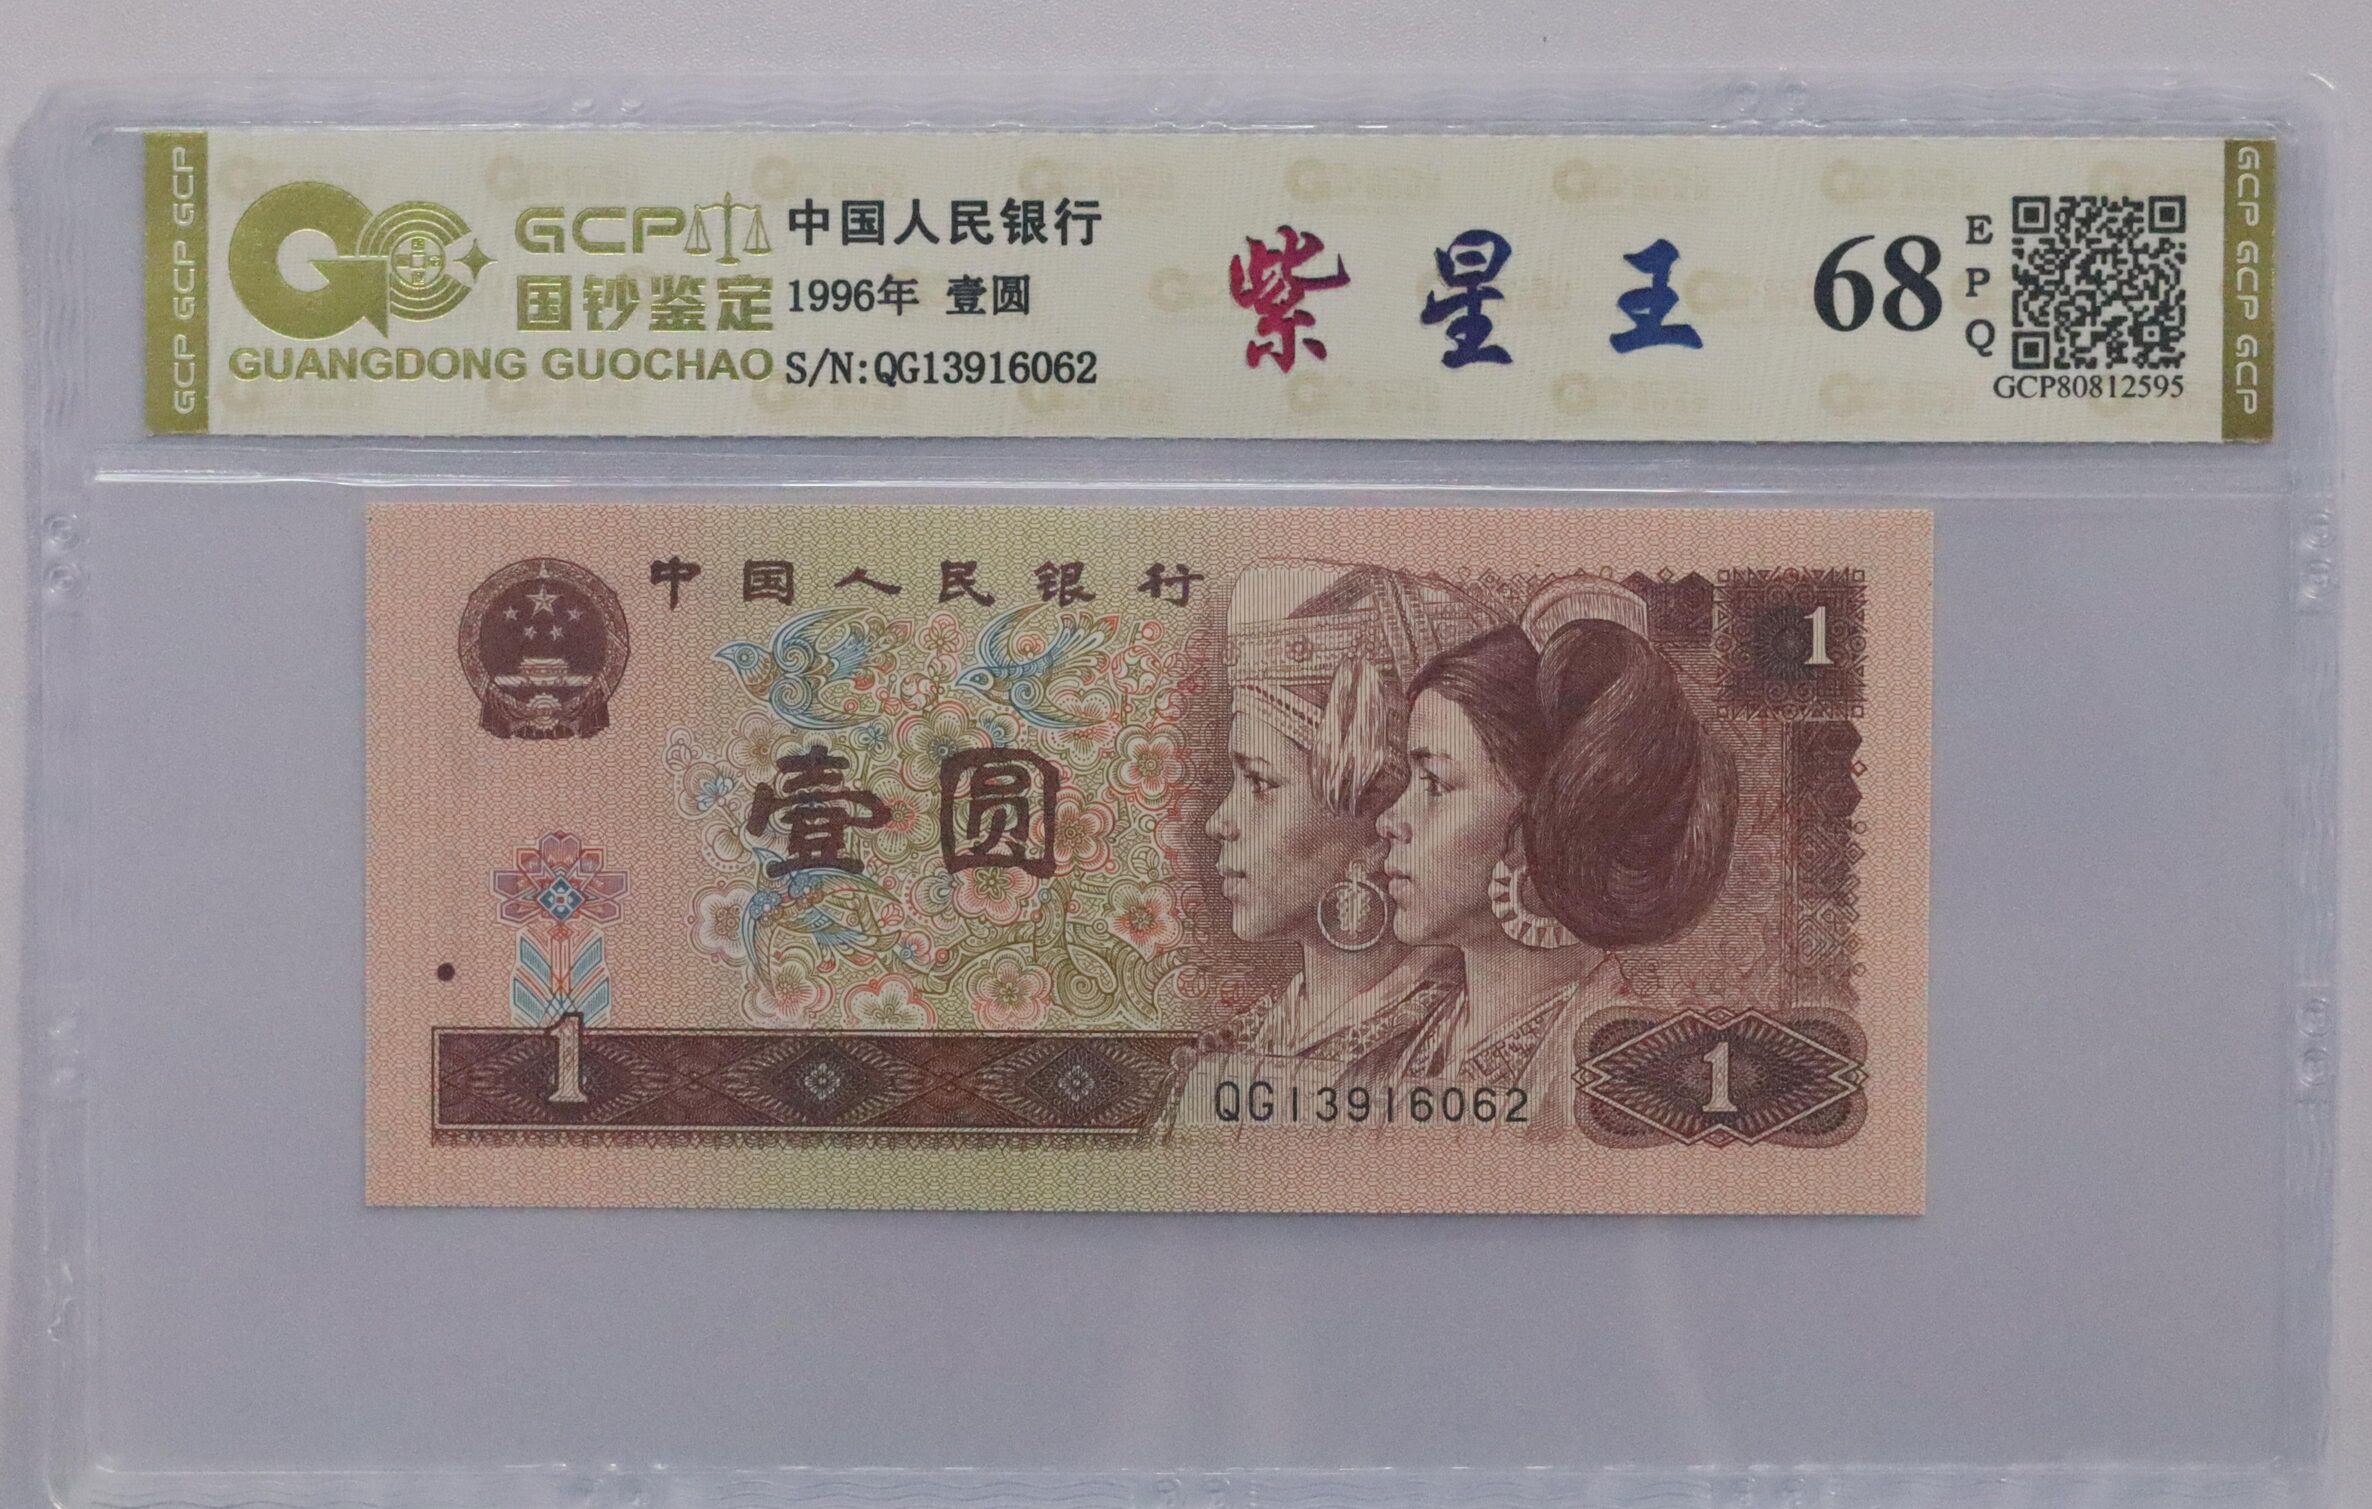 GCP GCP GCP
GCP
国钞鉴定
GUANGDONG GUOCHAO
中国人民银行
1996年 壹圆
S/N:QG13916062
紫星王
68
EPQ
GCP80812595
GCP GCP GCP
中国人民银行
1
壹圆
1
QG13916062
1